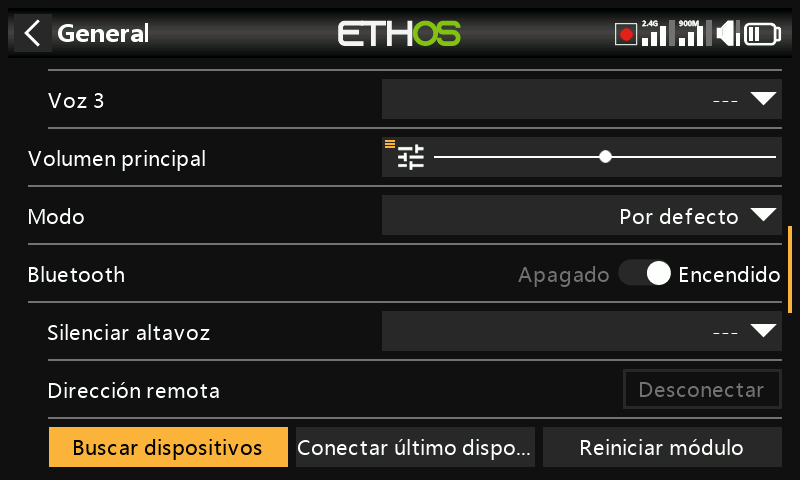 General
ETHOS
2.4G
900M
Voz 3
---
Volumen principal
Modo
Por defecto
Bluetooth
Apagado
Encendido
Silenciar altavoz
---
Dirección remota
Desconectar
Buscar dispositivos
Conectar último dispo...
Reiniciar módulo